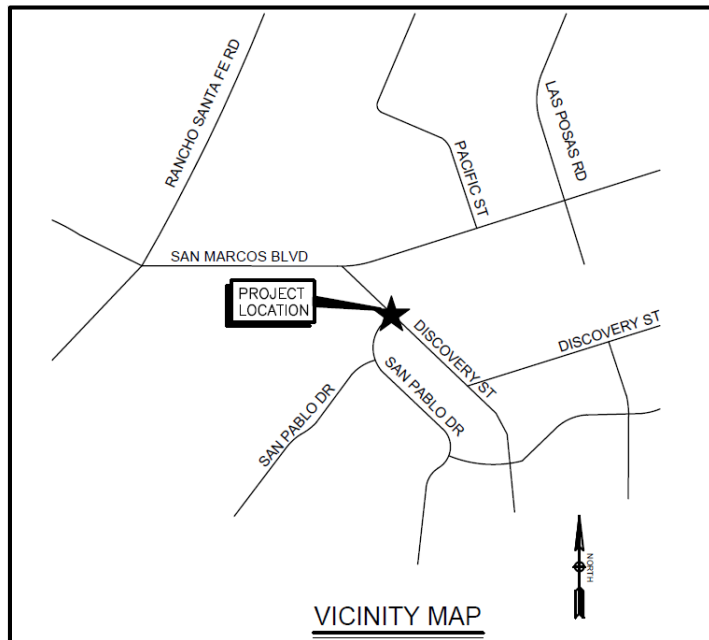 RANCHO SANTA FE RD
LAS POSAS RD
PACIFIC ST
SAN MARCOS BLVD
PROJECT
LOCATION
DISCOVERY ST
DISCOVERY ST
SAN PABLO DR
SAN PABLO DR
NORTH
VICINITY MAP